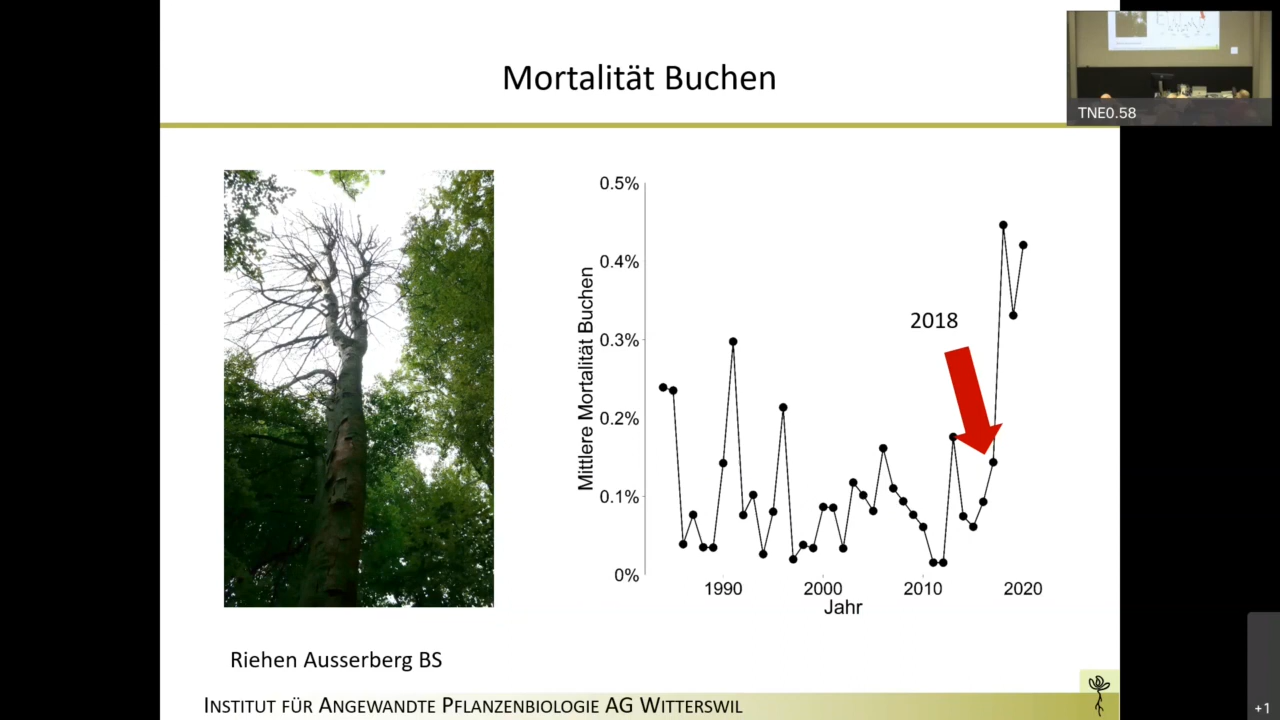 Mortalität Buchen
TNE0.58
0.5%
0.4%
0.3%
0.2%
0.1%
0%
Mittlere Mortalität Buchen
2018
1990
2000
2010
2020
Jahr
Riehen Ausserberg BS
INSTITUT FÜR ANGEWANDTE PFLANZENBIOLOGIE AG WITTERSWIL
+1